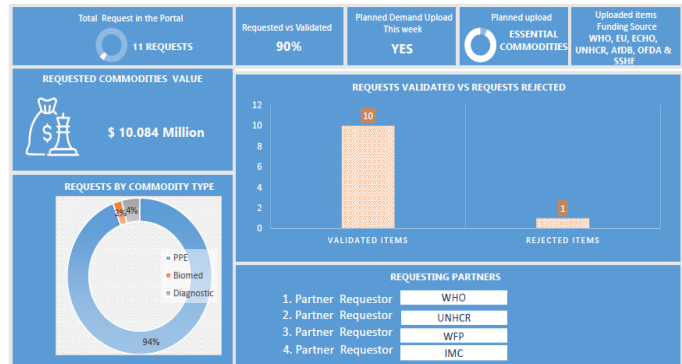 Total Request in the Portal
11 REQUESTS
Requested vs Validated
90%
Planned Demand Upload
This week
YES
Planned upload
ESSENTIAL
COMMODITIES
Uploaded items
Funding Source
WHO, EU, ECHO,
UNHCR, AfDB, OFDA &
SSHF
REQUESTED COMMODITIES VALUE
$
$ 10.084 Million
REQUESTS VALIDATED VS REQUESTS REJECTED
12
10
8
6
4
2
0
10
1
VALIDATED ITEMS
REJECTED ITEMS
REQUESTS BY COMMODITY TYPE
2%
4%
PPE
Biomed
Diagnostic
94%
REQUESTING PARTNERS
1. Partner Requestor WHO
2. Partner Requestor UNHCR
3. Partner Requestor WFP
4. Partner Requestor IMC